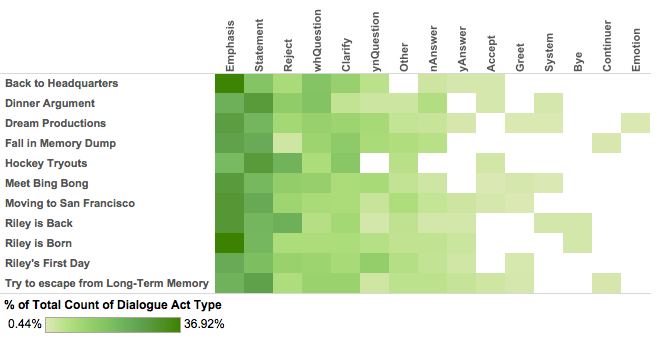 Emphasis
Statement
Reject
whQuestion
Clarify
ynQuestion
Other
nAnswer
yAnswer
Accept
Greet
System
Bye
Continuer
Emotion
Back to Headquarters
Dinner Argument
Dream Productions
Fall in Memory Dump
Hockey Tryouts
Meet Bing Bong
Moving to San Francisco
Riley is Back
Riley is Born
Riley's First Day
Try to escape from Long-Term Memory
% of Total Count of Dialogue Act Type
0.44% 36.92%